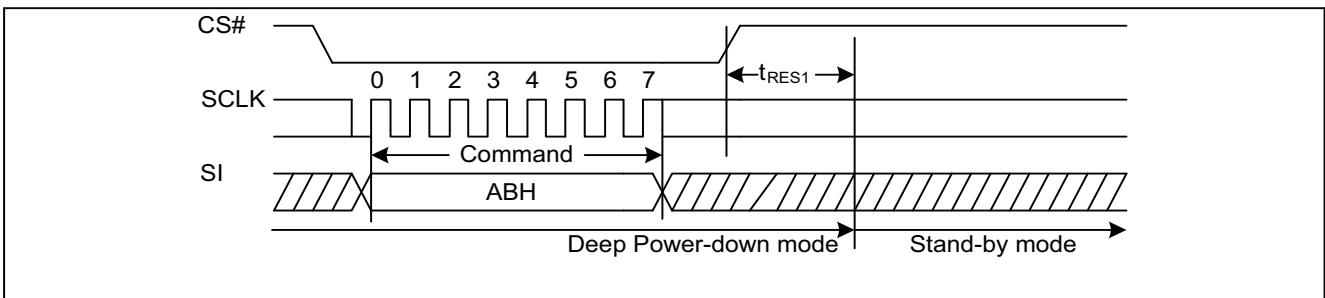 CS#
0 1 2 3 4 5 6 7
tRES1
SCLK
Command
SI
ABH
Deep Power-down mode Stand-by mode